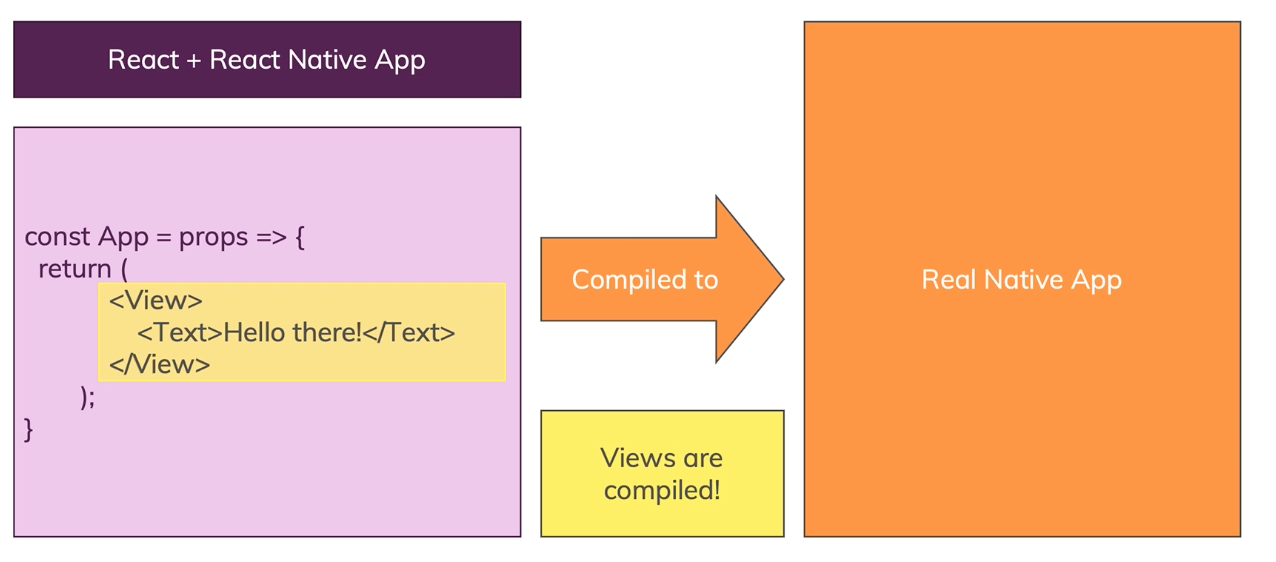 React + React Native App
const App = props => {
return (
<View>
<Text>Hello there!</Text>
</View>
);
}
Compiled to
Views are
compiled!
Real Native App